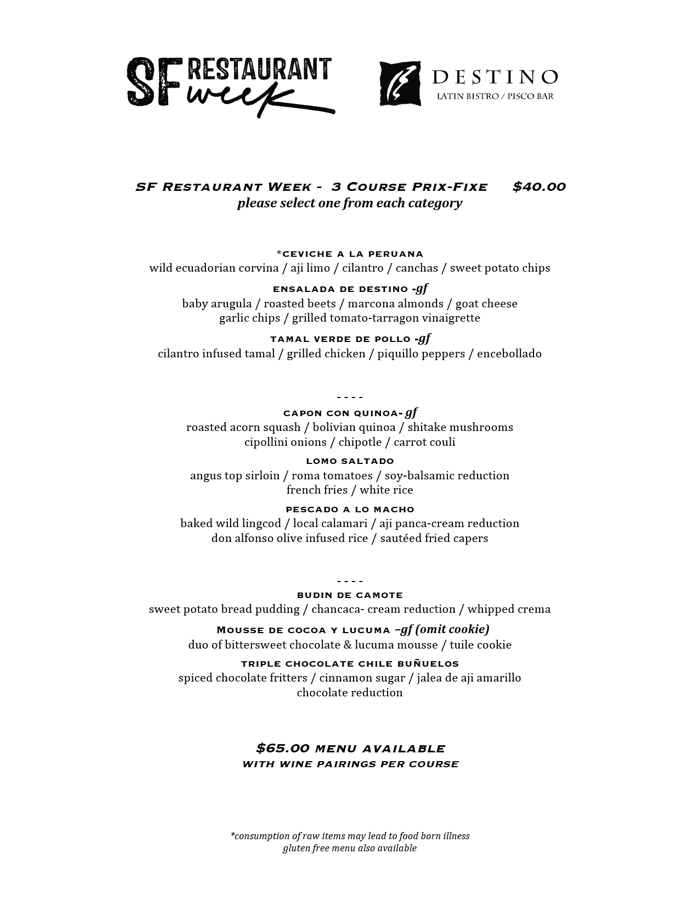 SF RESTAURANT week
DESTINO
LATIN BISTRO / PISCO BAR
SF RESTAURANT WEEK - 3 COURSE PRIX-FIXE $40.00
please select one from each category
*CEVICHE A LA PERUANA
wild ecuadorian corvina / aji limo / cilantro / canchas / sweet potato chips
ENSALADA DE DESTINO -gf
baby arugula / roasted beets / marcona almonds / goat cheese
garlic chips / grilled tomato-tarragon vinaigrette
TAMAL VERDE DE POLLO -gf
cilantro infused tamal / grilled chicken / piquillo peppers / encebollado
- - - -
CAPON CON QUINOA- gf
roasted acorn squash / bolivian quinoa / shitake mushrooms
cipollini onions / chipotle / carrot couli
LOMO SALTADO
angus top sirloin / roma tomatoes / soy-balsamic reduction
french fries / white rice
PESCADO A LO MACHO
baked wild lingcod / local calamari / aji panca-cream reduction
don alfonso olive infused rice / sautéed fried capers
- - - -
BUDIN DE CAMOTE
sweet potato bread pudding / chancaca- cream reduction / whipped crema
MOUSSE DE COCOA Y LUCUMA –gf (omit cookie)
duo of bittersweet chocolate & lucuma mousse / tuile cookie
TRIPLE CHOCOLATE CHILE BUÑUELOS
spiced chocolate fritters / cinnamon sugar / jalea de aji amarillo
chocolate reduction
$65.00 MENU AVAILABLE
WITH WINE PAIRINGS PER COURSE
*consumption of raw items may lead to food born illness
gluten free menu also available